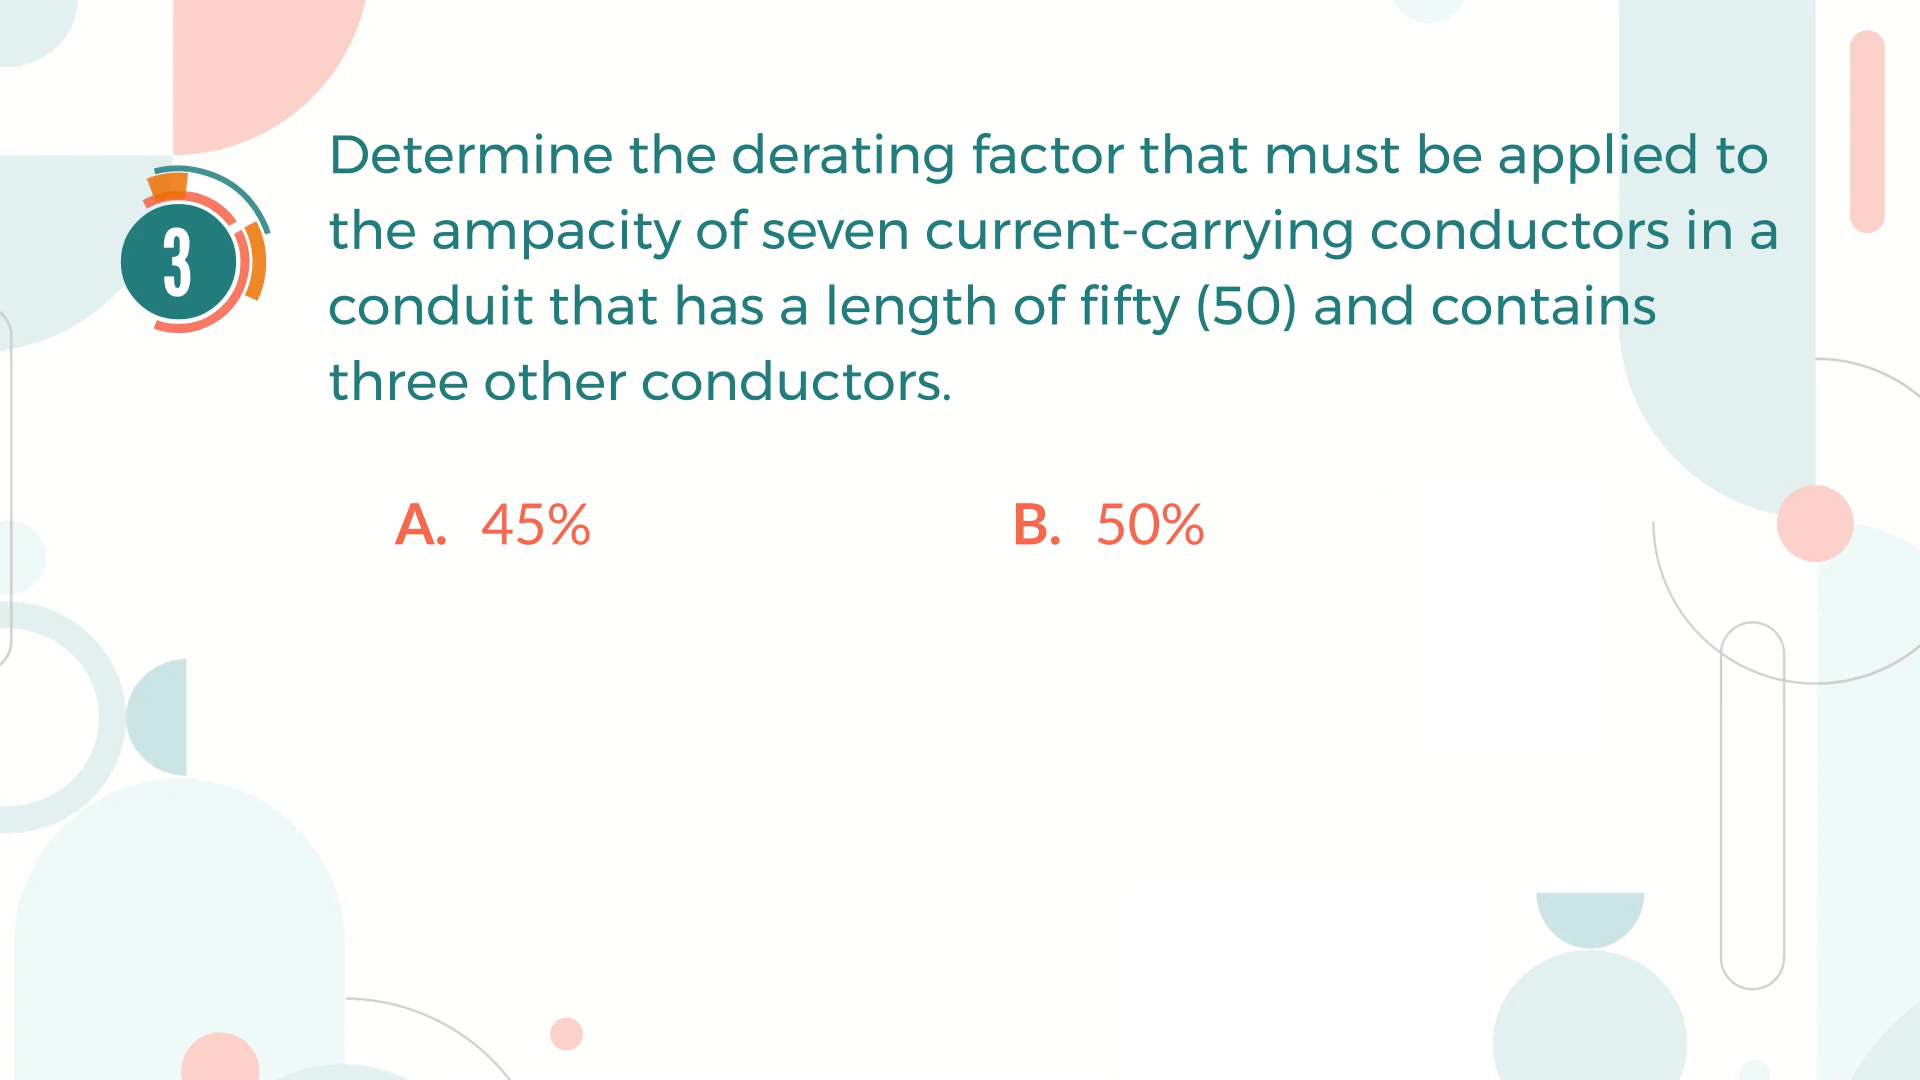 3
Determine the derating factor that must be applied to
the ampacity of seven current-carrying conductors in a
conduit that has a length of fifty (50) and contains
three other conductors.
A. 45%
B. 50%